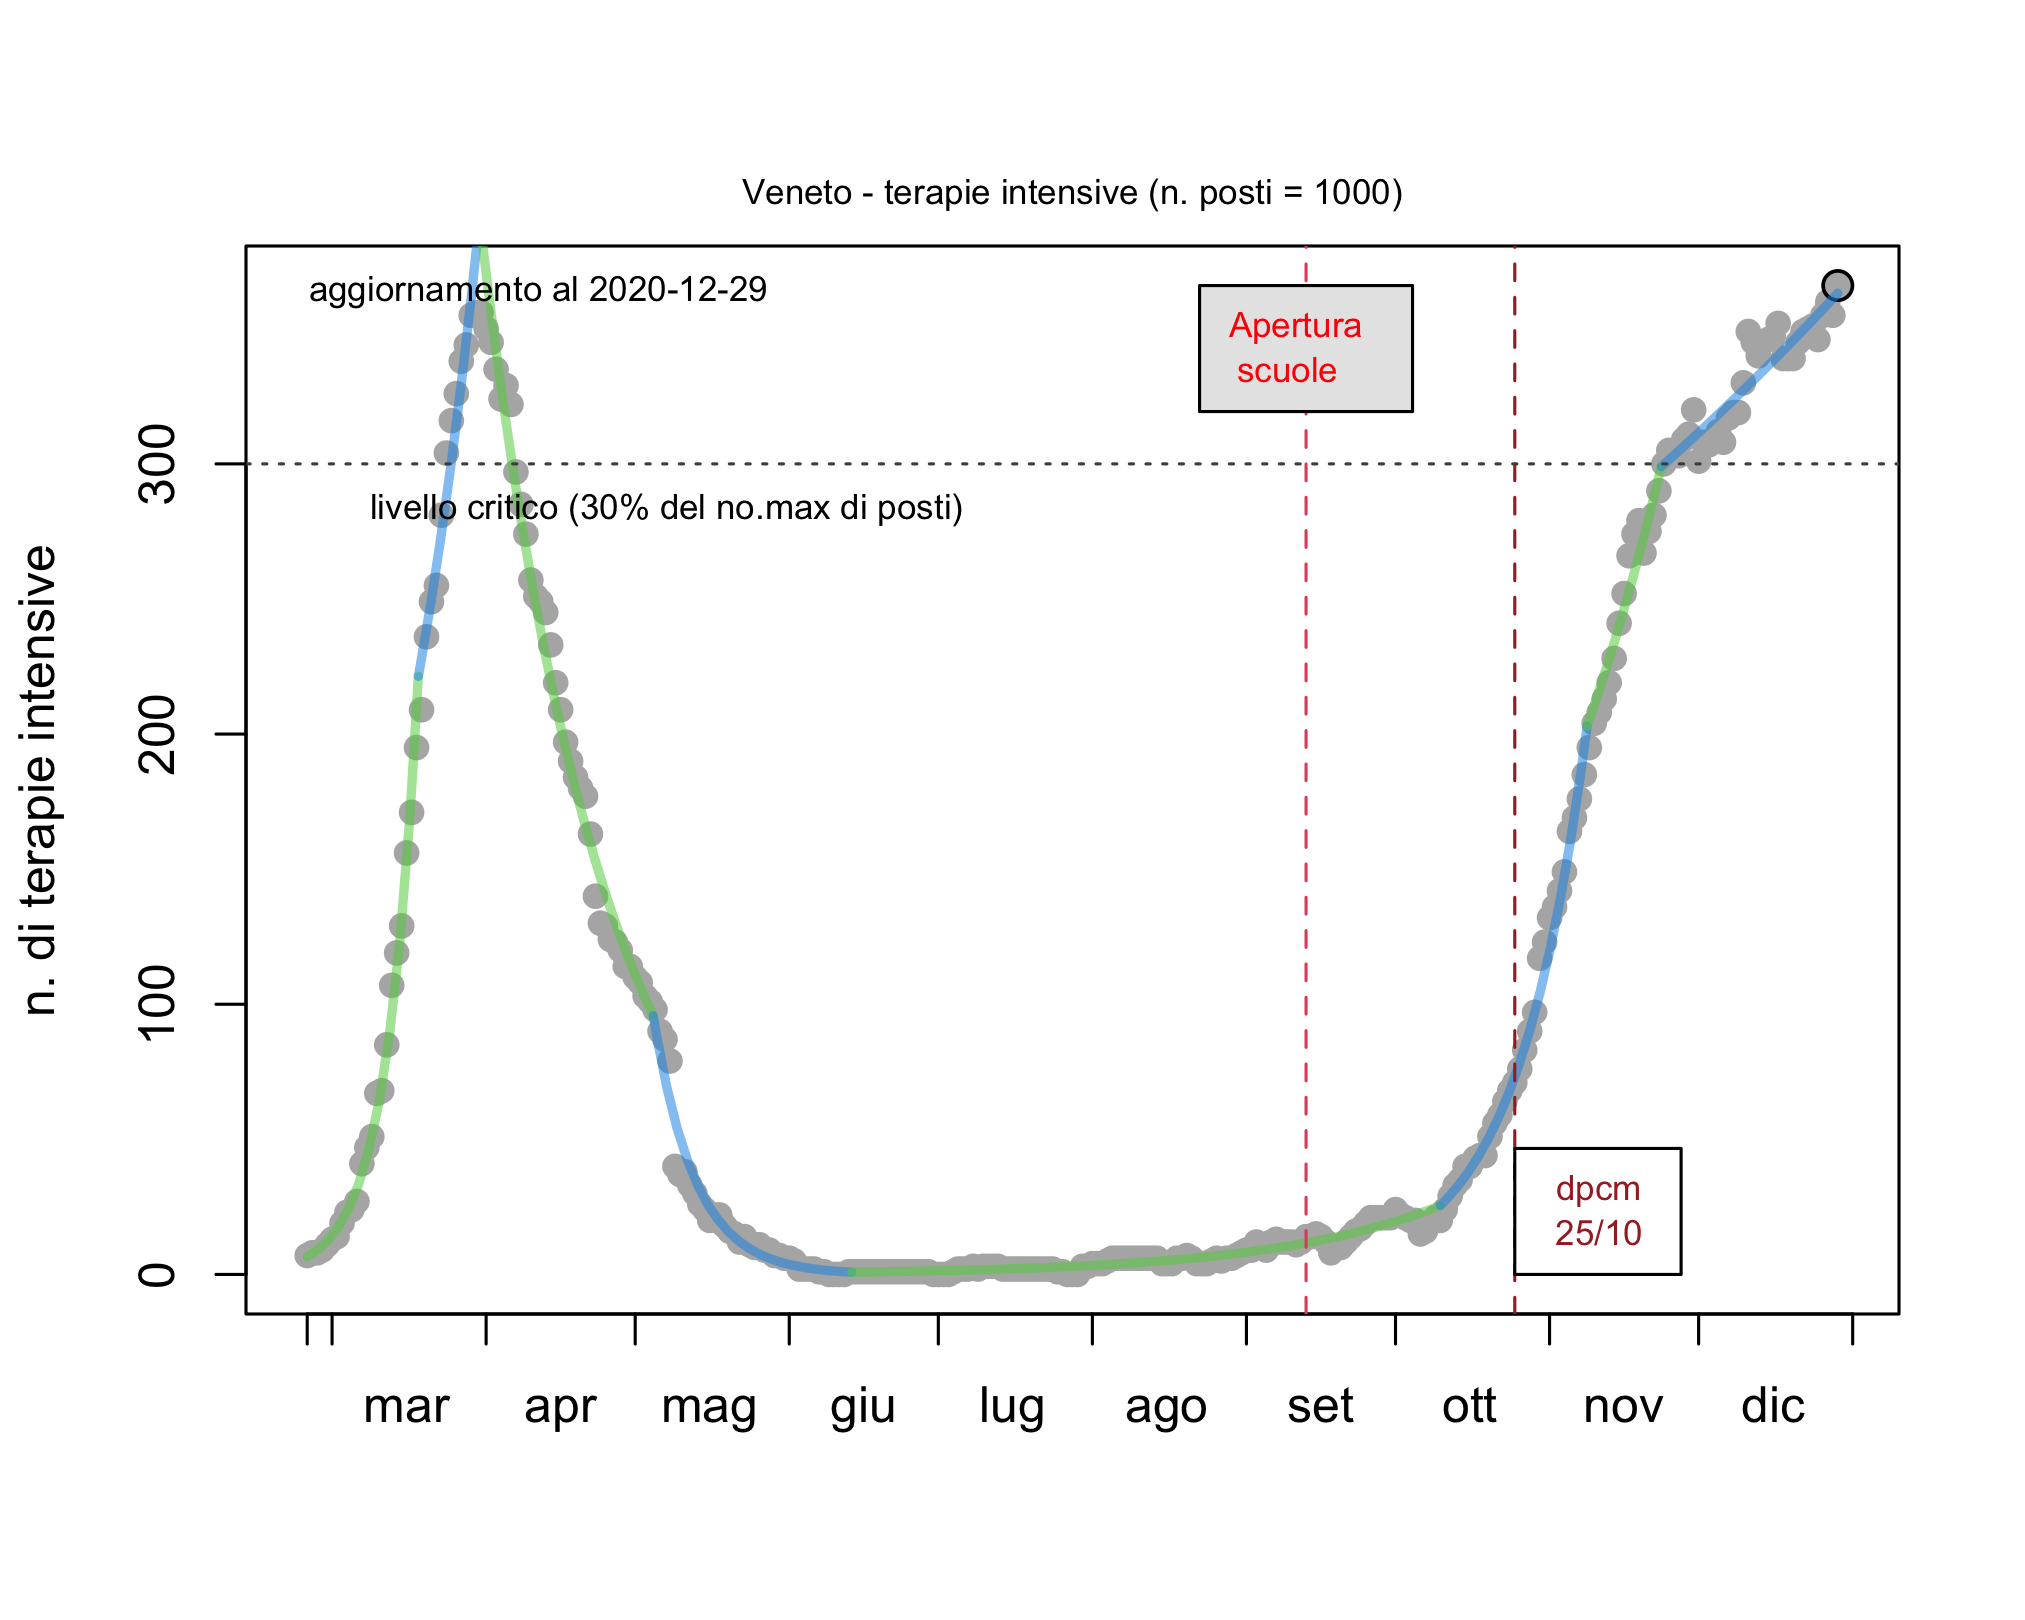 Veneto - terapie intensive (n. posti = 1000)
aggiornamento al 2020-12-29
Apertura
scuole
livello critico (30% del no.max di posti)
dpcm
25/10
n. di terapie intensive
300
200
100
0
mar apr mag giu lug ago set ott nov dic